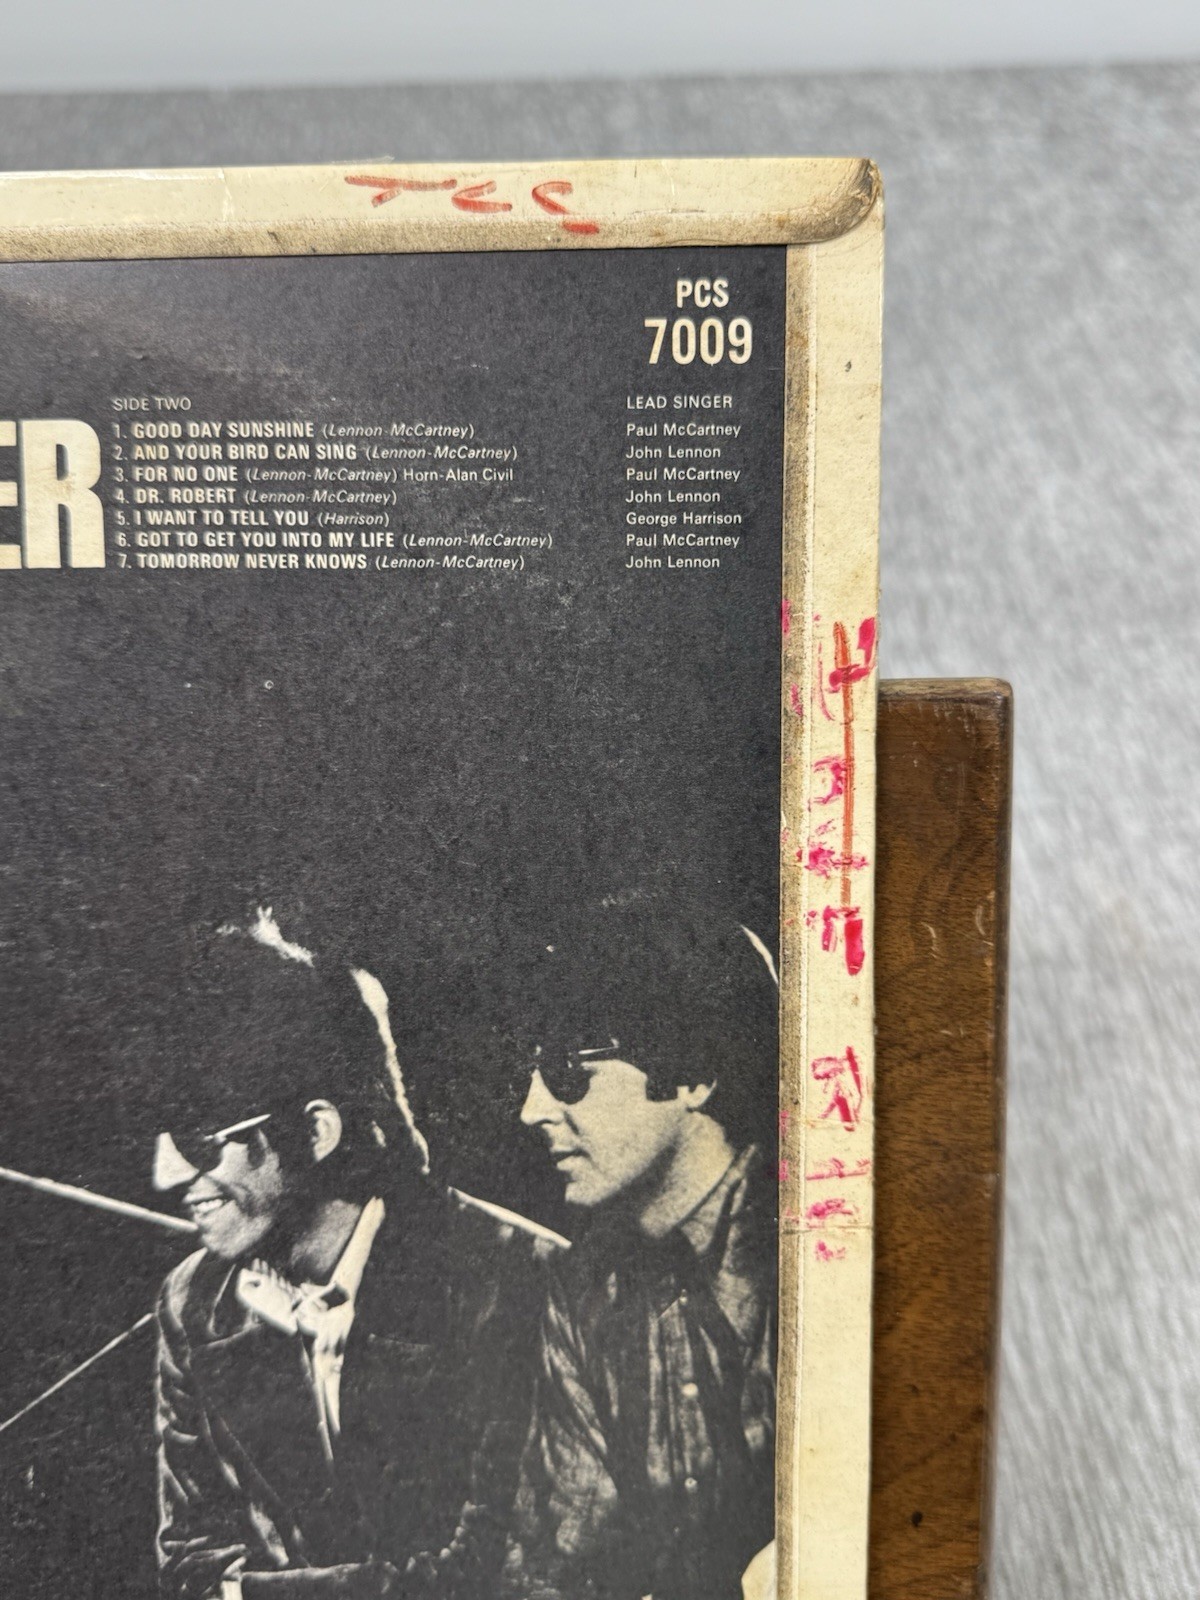 PCS
7009
SIDE TWO LEAD SINGER
1. GOOD DAY SUNSHINE (Lennon-McCartney) Paul McCartney
2. AND YOUR BIRD CAN SING (Lennon-McCartney) John Lennon
3. FOR NO ONE (Lennon-McCartney) Horn-Alan Civil Paul McCartney
4. DR. ROBERT (Lennon-McCartney) John Lennon
5. I WANT TO TELL YOU (Harrison) George Harrison
6. GOT TO GET YOU INTO MY LIFE (Lennon-McCartney) Paul McCartney
7. TOMORROW NEVER KNOWS (Lennon-McCartney) John Lennon
ER